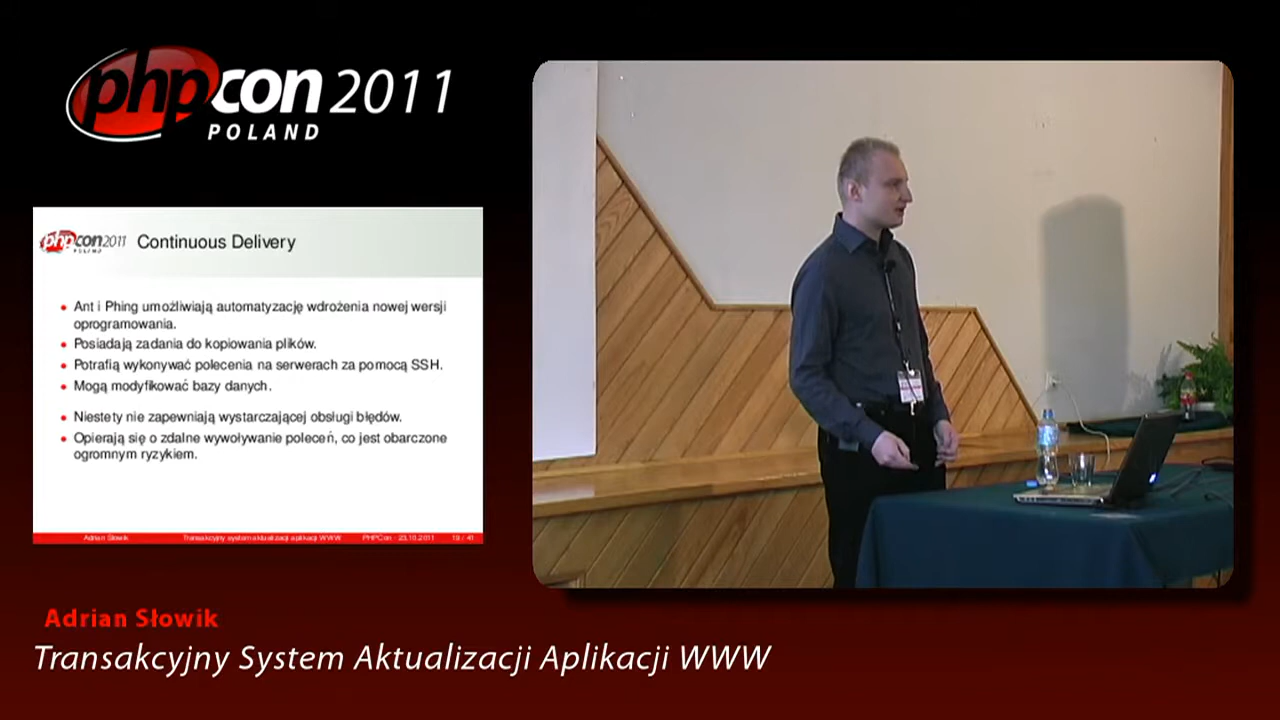 phpcon 2011
POLAND
phpcon 2011
POLAND
Continuous Delivery
Ant i Phing umożliwiają automatyzację wdrożenia nowej wersji
oprogramowania.
Posiadają zadania do kopiowania plików.
Potrafią wykonywać polecenia na serwerach za pomocą SSH.
Mogą modyfikować bazy danych.
Niestety nie zapewniają wystarczającej obsługi błędów.
Opierają się o zdalne wywoływanie poleceń, co jest obarczone
ogromnym ryzykiem.
Adrian Słowik Transakcyjny system aktualizacji aplikacji WWW PHPCon - 23.10.2011 19 / 41
Adrian Słowik
Transakcyjny System Aktualizacji Aplikacji WWW